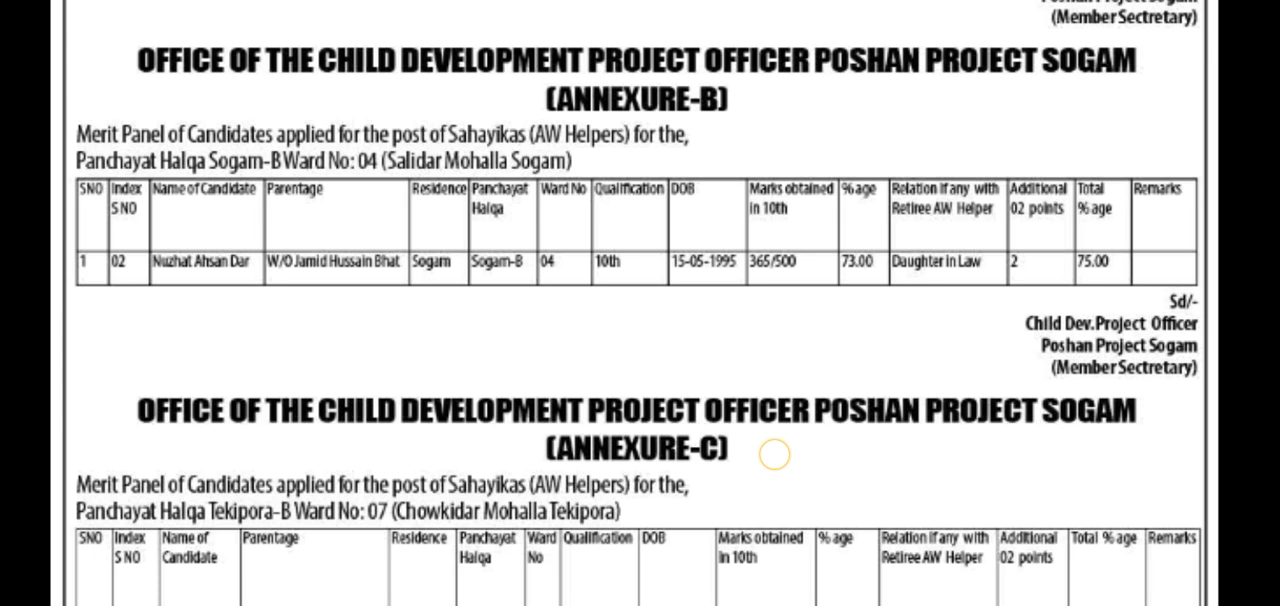 (Member Sectretary)
OFFICE OF THE CHILD DEVELOPMENT PROJECT OFFICER POSHAN PROJECT SOGAM
(ANNEXURE-B)
Merit Panel of Candidates applied for the post of Sahayikas (AW Helpers) for the,
Panchayat Halqa Sogam-B Ward No: 04 (Salidar Mohalla Sogam)
SNO Index S NO Name of Candidate Parentage Residence Panchayat Halqa Ward No Qualification DOB Marks obtained in 10th % age Relation if any with Retiree AW Helper Additional 02 points Total % age Remarks
1 02 Nuzhat Ahsan Dar W/O Jamid Hussain Bhat Sogam Sogam-B 04 10th 15-05-1995 365/500 73.00 Daughter in Law 2 75.00
Sd/-
Child Dev.Project Officer
Poshan Project Sogam
(Member Sectretary)
OFFICE OF THE CHILD DEVELOPMENT PROJECT OFFICER POSHAN PROJECT SOGAM
(ANNEXURE-C)
Merit Panel of Candidates applied for the post of Sahayikas (AW Helpers) for the,
Panchayat Halqa Tekipora-B Ward No: 07 (Chowkidar Mohalla Tekipora)
SNO Index S NO Name of Candidate Parentage Residence Panchayat Halqa Ward No Qualification DOB Marks obtained in 10th % age Relation if any with Retiree AW Helper Additional 02 points Total % age Remarks